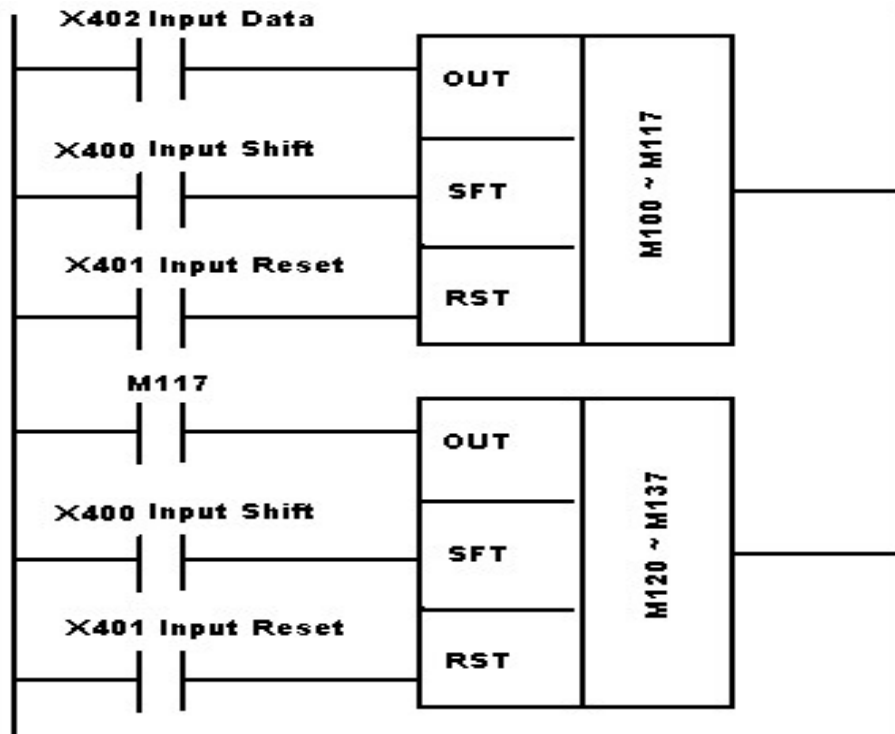 X402 Input Data
OUT
X400 Input Shift
SFT
M100 ~ M117
X401 Input Reset
RST
M117
OUT
X400 Input Shift
SFT
M120 ~ M137
X401 Input Reset
RST